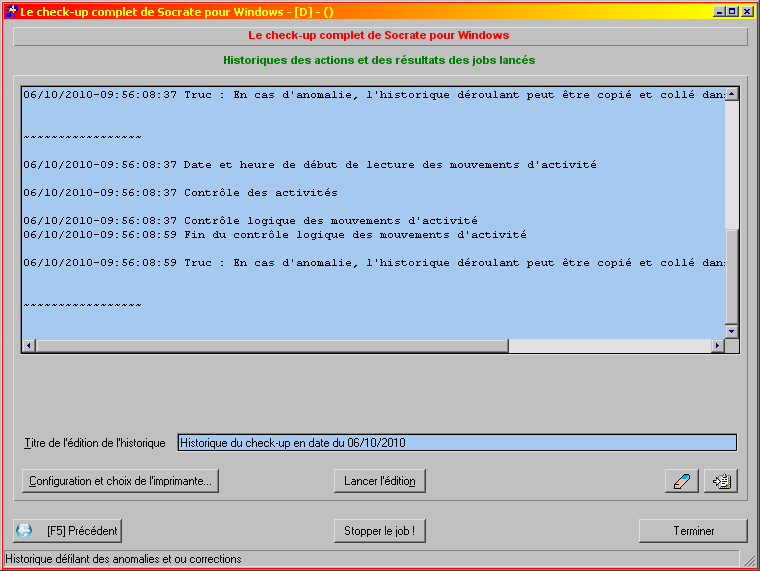 Le check-up complet de Socrate pour Windows - [D] - ()
Le check-up complet de Socrate pour Windows
Historiques des actions et des résultats des jobs lancés
06/10/2010-09:56:08:37 Truc : En cas d'anomalie, l'historique déroulant peut être copié et collé dans
~~~~~~~~~~~~~~~~~
06/10/2010-09:56:08:37 Date et heure de début de lecture des mouvements d'activité
06/10/2010-09:56:08:37 Contrôle des activités
06/10/2010-09:56:08:37 Contrôle logique des mouvements d'activité
06/10/2010-09:56:08:59 Fin du contrôle logique des mouvements d'activité
06/10/2010-09:56:08:59 Truc : En cas d'anomalie, l'historique déroulant peut être copié et collé dans
~~~~~~~~~~~~~~~~~
Titre de l'édition de l'historique Historique du check-up en date du 06/10/2010
Configuration et choix de l'imprimante... Lancer l'édition
[F5] Précédent Stopper le job ! Terminer
Historique défilant des anomalies et ou corrections